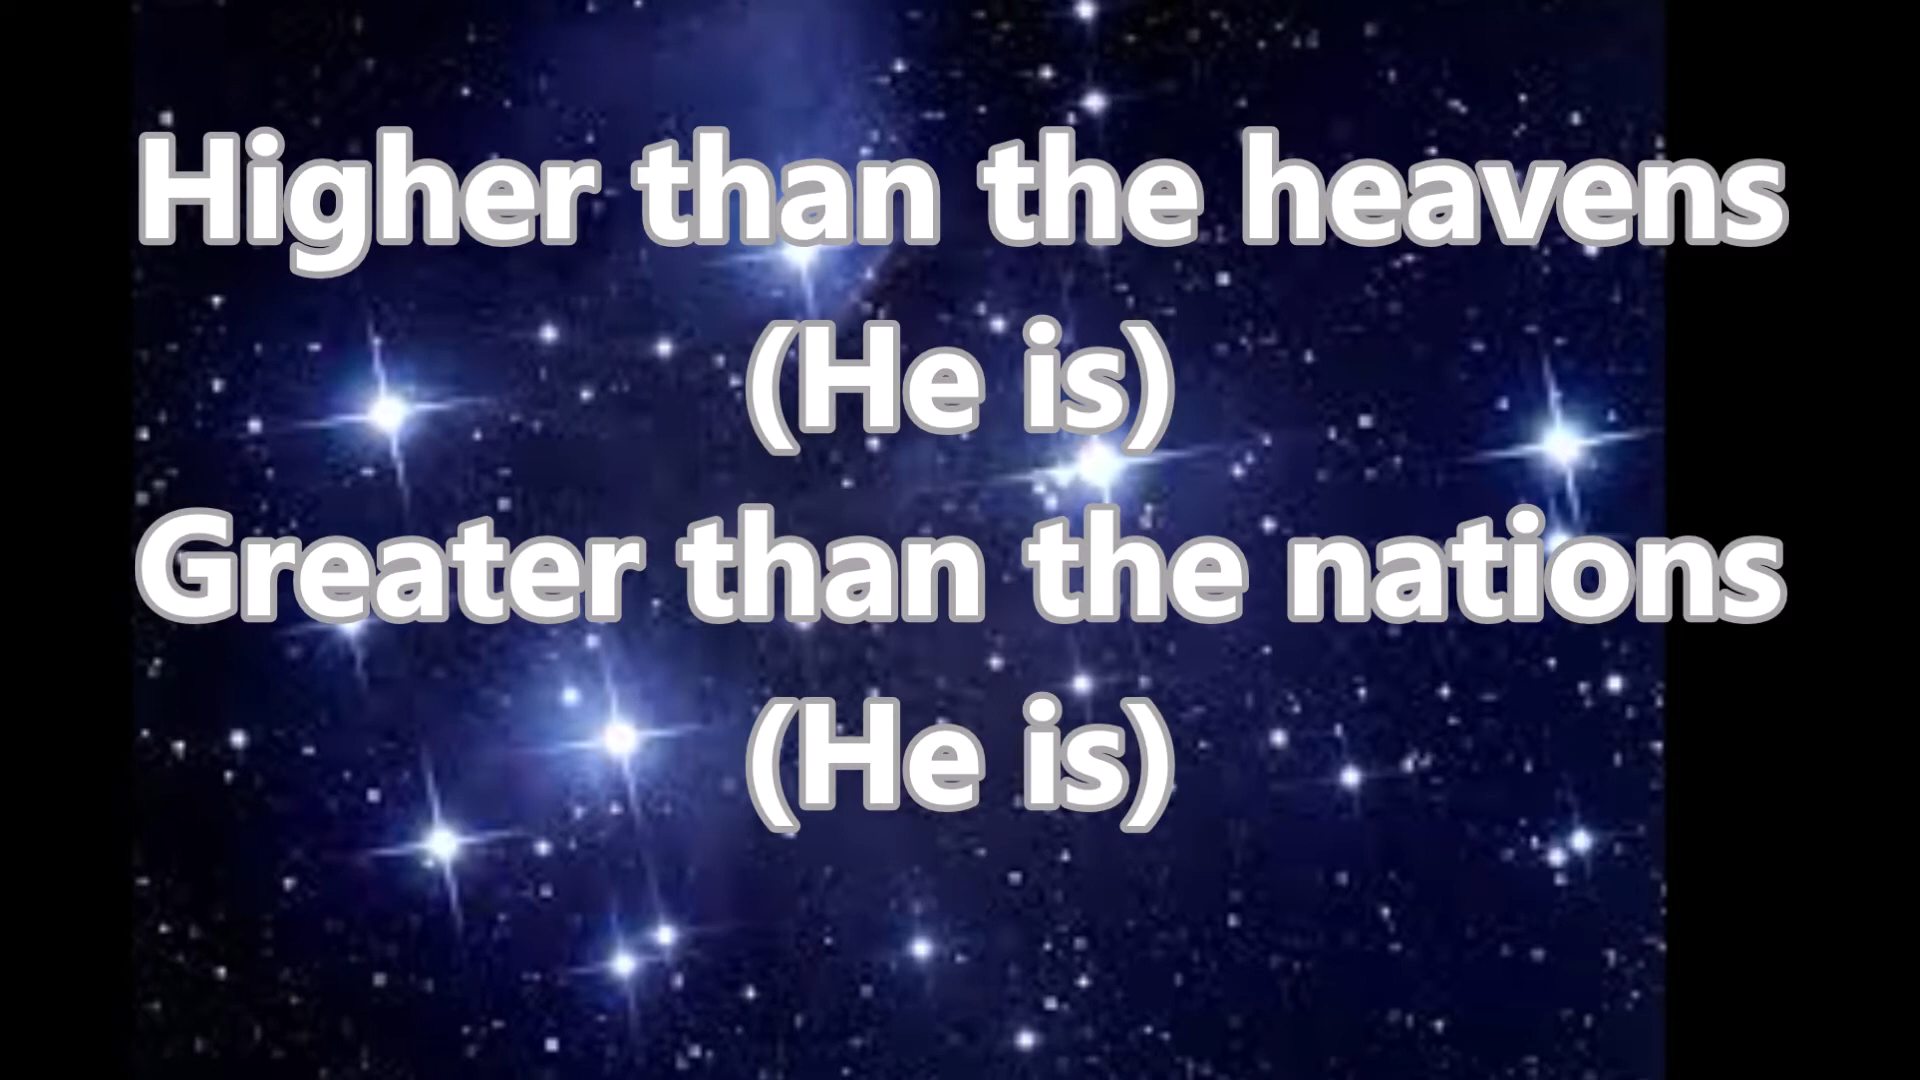 Higher than the heavens
(He is)
Greater than the nations
(He is)